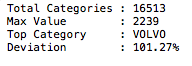 Total Categories : 16513
Max Value : 2239
Top Category : VOLVO
Deviation : 101.27%